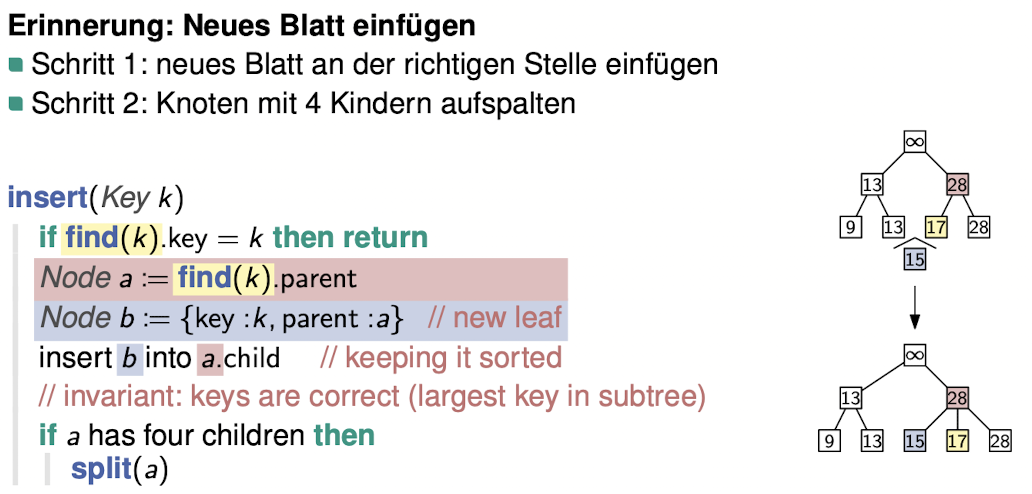 Erinnerung: Neues Blatt einfügen
Schritt 1: neues Blatt an der richtigen Stelle einfügen
Schritt 2: Knoten mit 4 Kindern aufspalten
insert(Key k)
if find(k).key = k then return
Node a := find(k).parent
Node b := {key :k, parent :a} // new leaf
insert b into a.child // keeping it sorted
// invariant: keys are correct (largest key in subtree)
if a has four children then
split(a)
∞
13 28
9 13 17 28
15
∞
13 28
9 13 15 17 28